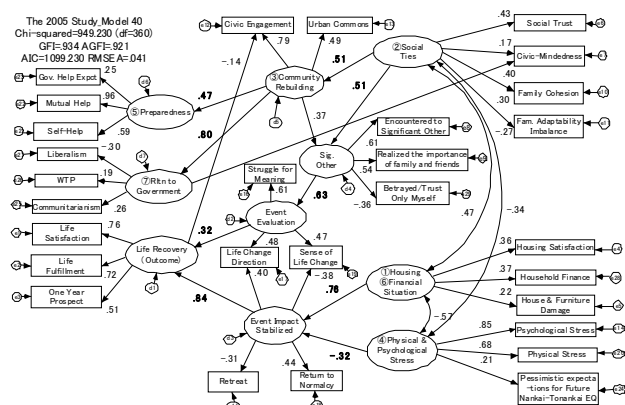 The 2005 Study_Model 40
Chi-squared=949.230 (df=360)
GFI=.934 AGFI=.921
AIC=1099.230 RMSEA=.041
Civic Engagement
Urban Commons
.79
.49
-.14
.51
②Social
Ties
.43
Social Trust
.17
Civic-Mindedness
.40
Family Cohesion
.30
-.27
Fam. Adaptability
Imbalance
③Community
Rebuilding
.51
.47
.80
.37
Gov. Help Expct
.25
Mutual Help
.96
Self-Help
.59
⑤Preparedness
Liberalism
-.30
WTP
.19
Communitarianism
.26
⑦Rltn to
Government
Sig.
Other
Encountered to
Significant Other
.61
Realized the importance
of family and friends
.54
-.36
Betrayed/Trust
Only Myself
Struggle for
Meaning
.61
.63
Event
Evaluation
.32
.48
.47
Life Change
Direction
.40
Sense of
Life Change
-.38
Life
Satisfaction
.76
Life
Fulfillment
.72
One Year
Prospect
.51
Life Recovery
(Outcome)
.84
.47
-.34
①Housing
⑥Financial
Situation
.76
.36
Housing Satisfaction
.37
Household Finance
.22
House & Furniture
Damage
-.57
④Physical &
Psychological
Stress
-.32
.85
Psychological Stress
.68
Physical Stress
.21
Pessimistic expecta
-tions for Future
Nankai-Tonankai EQ
Event Impact
Stabilized
-.31
.44
Retreat
Return to
Normalcy